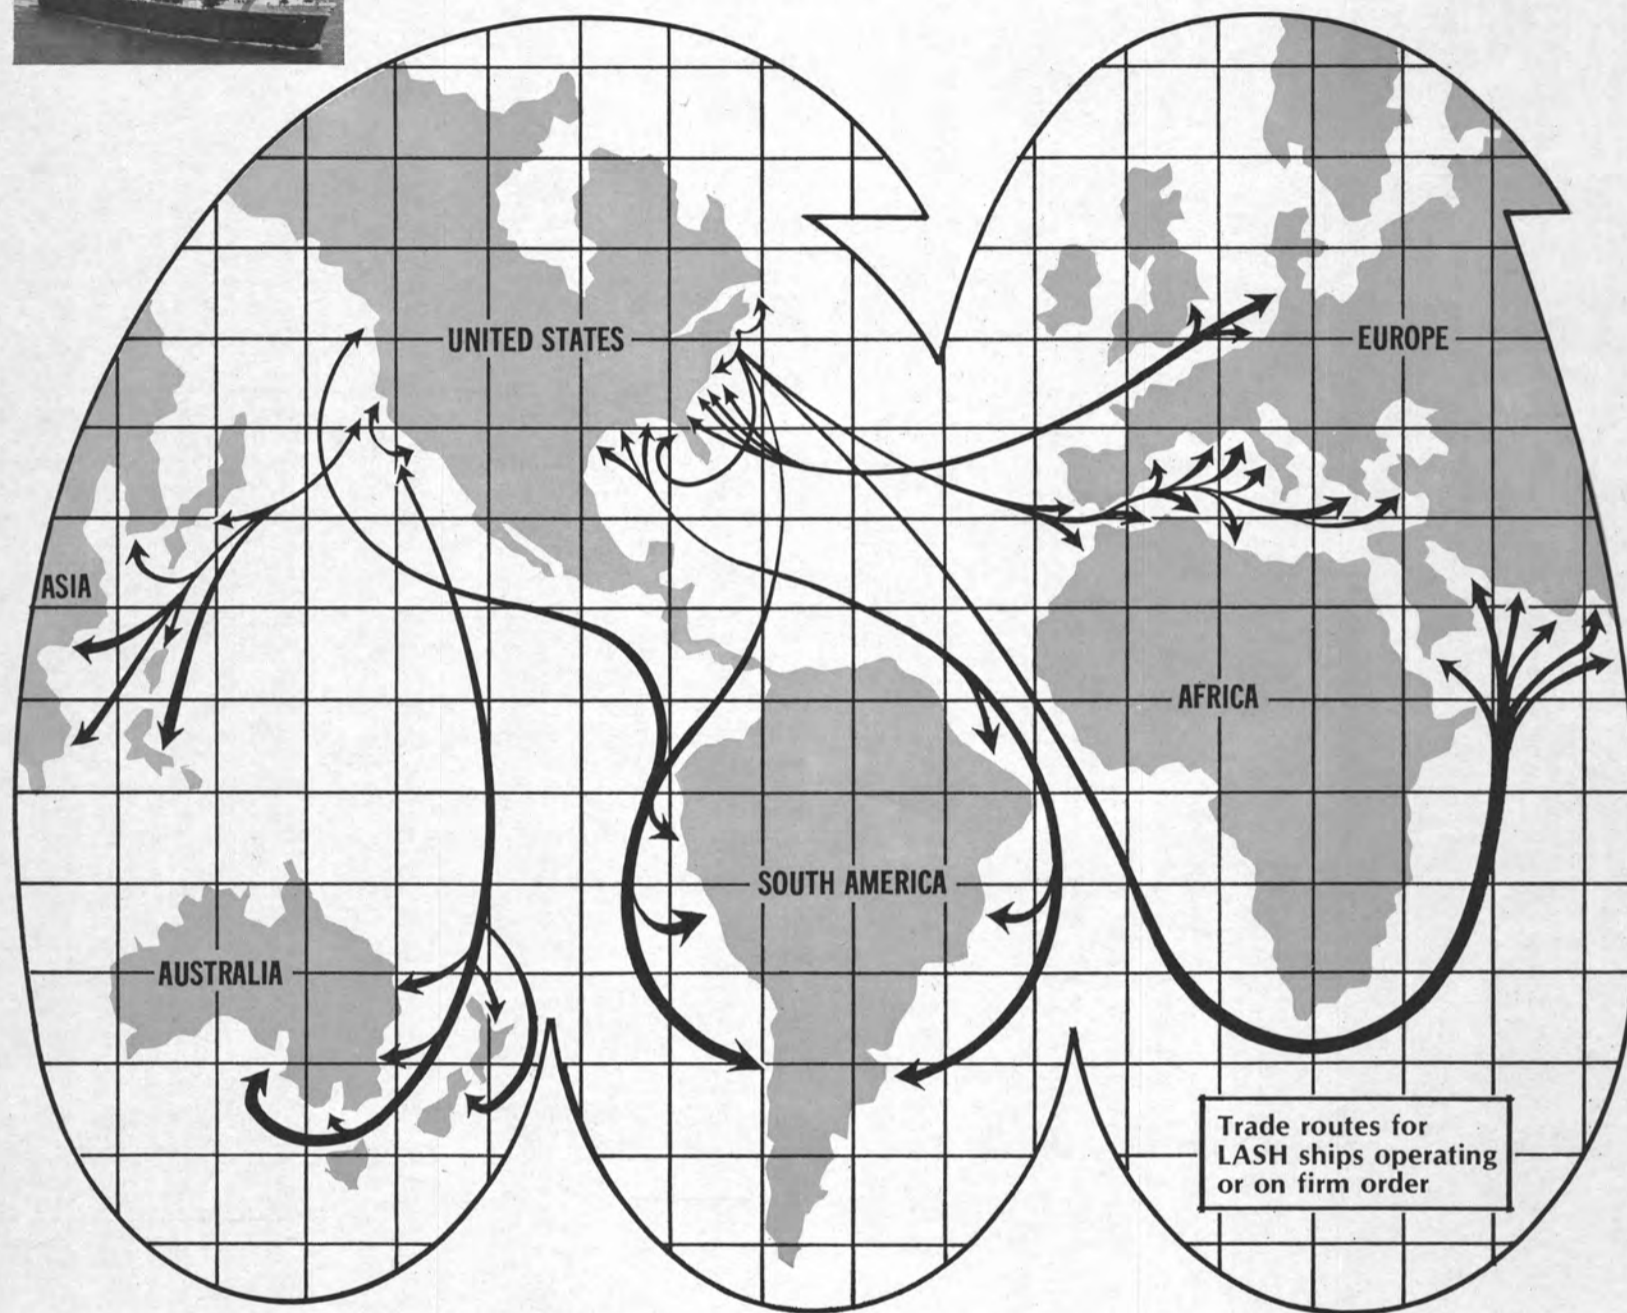 UNITED STATES
EUROPE
ASIA
AFRICA
SOUTH AMERICA
AUSTRALIA
Trade routes for
LASH ships operating
or on firm order